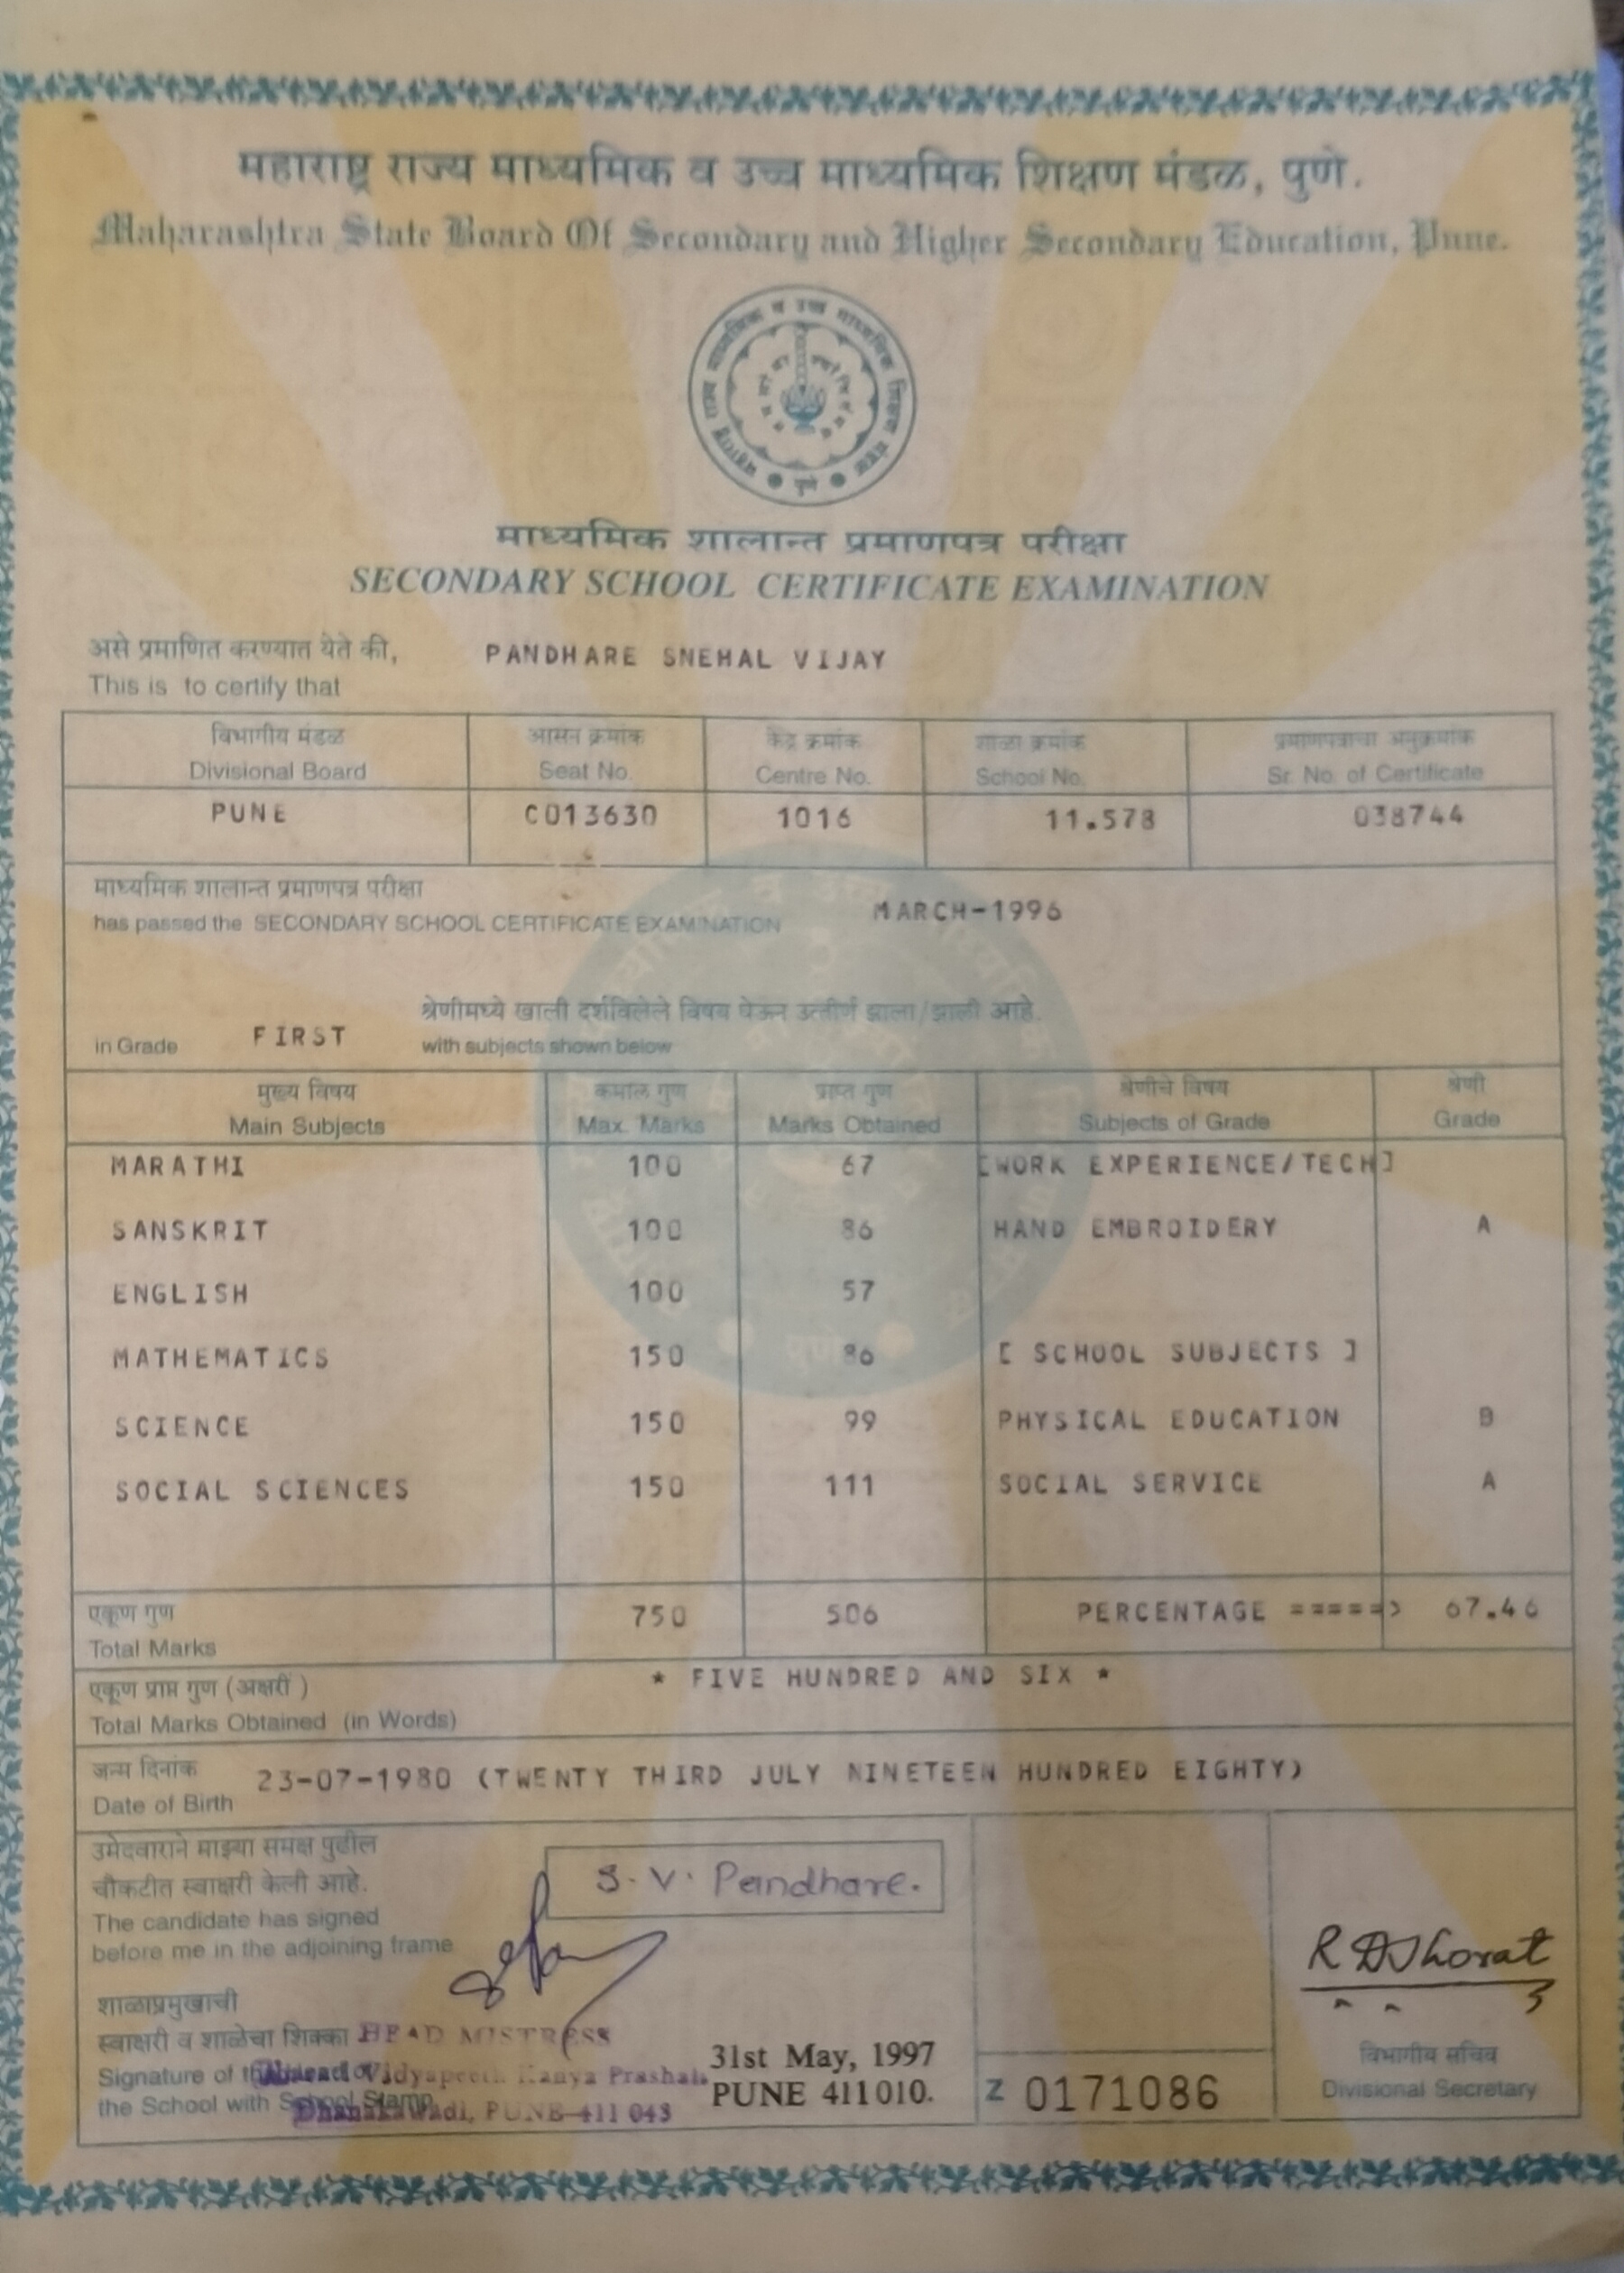 महाराष्ट्र राज्य माध्यमिक व उच्च माध्यमिक शिक्षण मंडळ, पुणे.
Maharashtra State Board Of Secondary and Higher Secondary Education, Pune.
माध्यमिक शालान्त प्रमाणपत्र परीक्षा
SECONDARY SCHOOL CERTIFICATE EXAMINATION
असे प्रमाणित करण्यात येते की, PANDHARE SNEHAL VIJAY
This is to certify that
विभागीय मंडळ आसन क्रमांक केंद्र क्रमांक शाळा क्रमांक प्रमाणपत्राचा अनुक्रमांक
Divisional Board Seat No. Centre No. School No. Sr. No. of Certificate
PUNE C013630 1016 11.578 038744
माध्यमिक शालान्त प्रमाणपत्र परीक्षा
has passed the SECONDARY SCHOOL CERTIFICATE EXAMINATION MARCH-1996
श्रेणीमध्ये खाली दर्शविलेले विषय घेऊन उत्तीर्ण झाला/झाली आहे.
in Grade FIRST with subjects shown below
मुख्य विषय कमाल गुण प्राप्त गुण श्रेणीचे विषय श्रेणी
Main Subjects Max. Marks Marks Obtained Subjects of Grade Grade
MARATHI 100 67 [WORK EXPERIENCE/TECH]
SANSKRIT 100 86 HAND EMBROIDERY A
ENGLISH 100 57
MATHEMATICS 150 86 [ SCHOOL SUBJECTS ]
SCIENCE 150 99 PHYSICAL EDUCATION B
SOCIAL SCIENCES 150 111 SOCIAL SERVICE A
एकूण गुण 750 506 PERCENTAGE =====> 67.46
Total Marks
एकूण प्राप्त गुण (अक्षरी) * FIVE HUNDRED AND SIX *
Total Marks Obtained (in Words)
जन्म दिनांक 23-07-1980 (TWENTY THIRD JULY NINETEEN HUNDRED EIGHTY)
Date of Birth
उमेदवाराने माझ्या समक्ष पुढील
चौकटीत स्वाक्षरी केली आहे. S. V. Pandhare.
The candidate has signed
before me in the adjoining frame
R D Thorat
शाळाप्रमुखाची
स्वाक्षरी व शाळेचा शिक्का HEAD MISTRESS
Signature of the Head of Vidyapeeth Kanya Prashala
the School with School Stamp Dhanakawadi, PUNE-411 043
31st May, 1997
PUNE 411010.
Z 0171086
विभागीय सचिव
Divisional Secretary